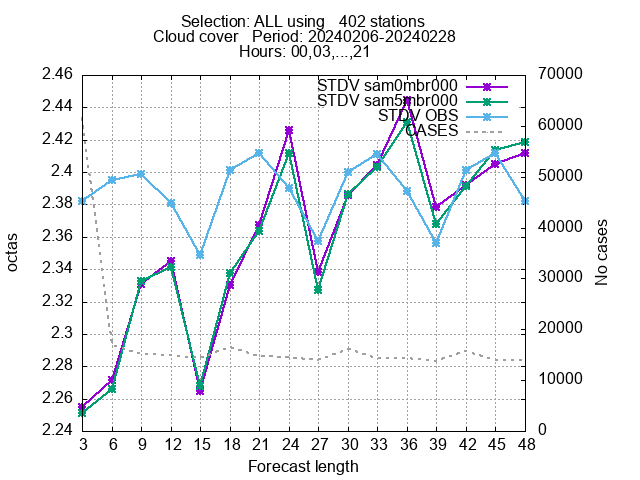 Selection: ALL using   402 stations
Cloud cover   Period: 20240206-20240228
Hours: 00,03,...,21
STDV sam0mbr000
STDV sam5mbr000
STDV OBS
CASES
2.46
2.44
2.42
2.4
2.38
2.36
2.34
2.32
2.3
2.28
2.26
2.24
octas
70000
60000
50000
40000
30000
20000
10000
0
No cases
3 6 9 12 15 18 21 24 27 30 33 36 39 42 45 48
Forecast length